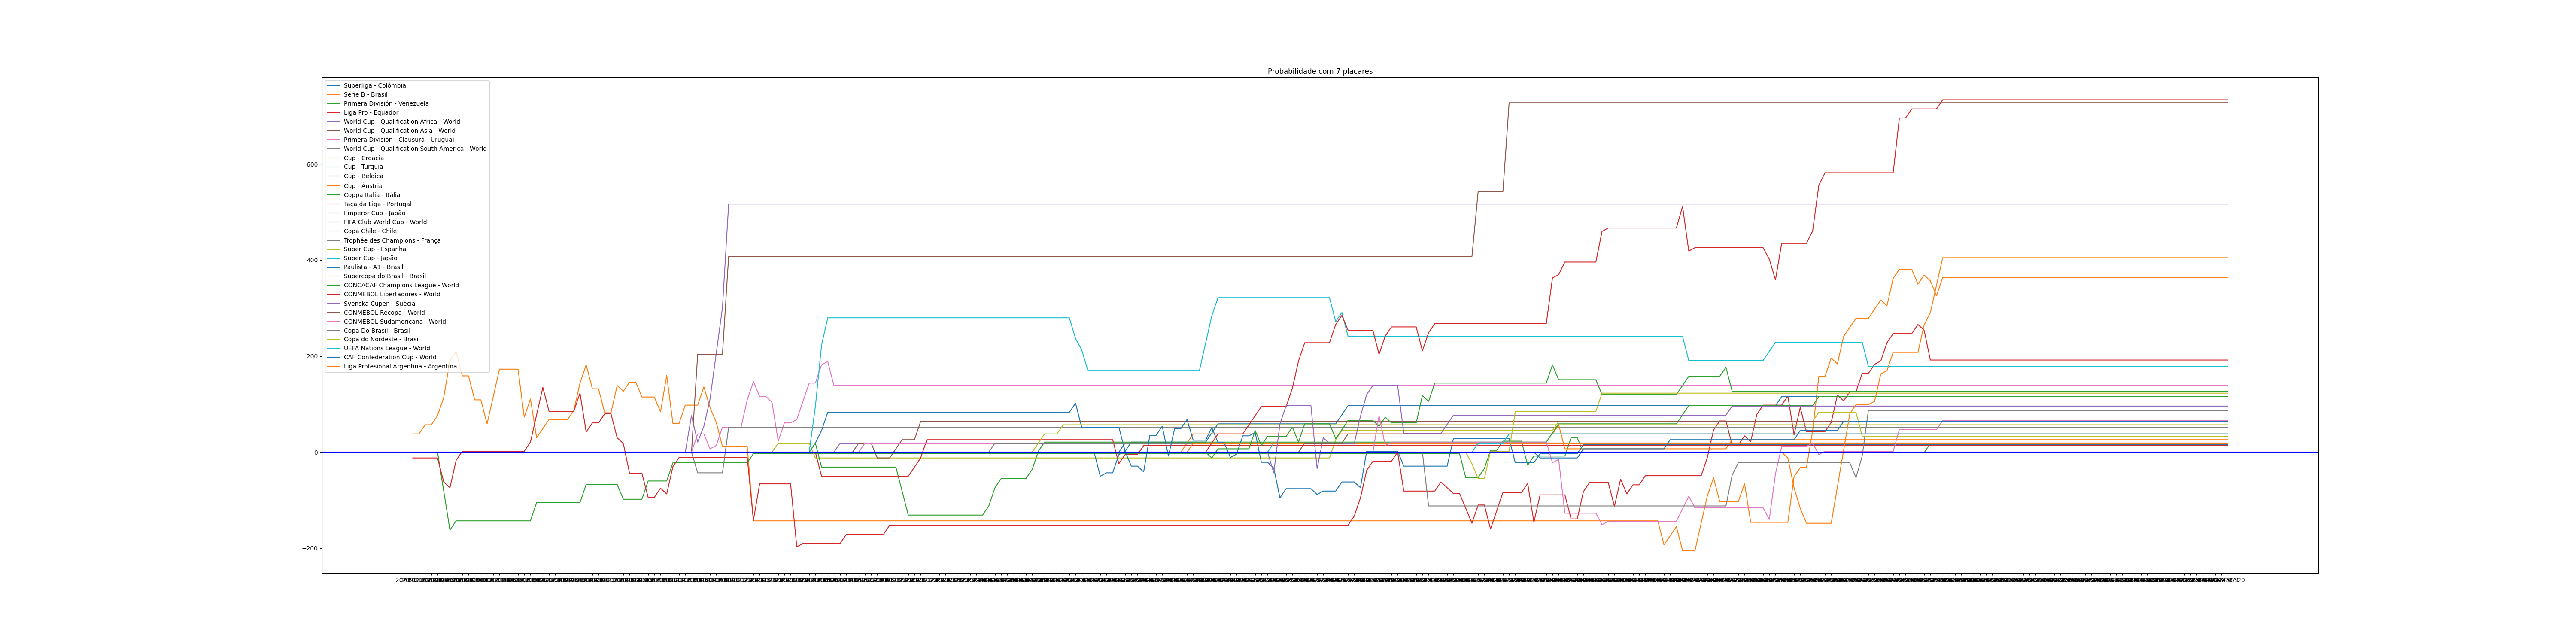 Probabilidade com 7 placares
Superliga - Colômbia
Serie B - Brasil
Primera División - Venezuela
Liga Pro - Equador
World Cup - Qualification Africa - World
World Cup - Qualification Asia - World
Primera División - Clausura - Uruguai
World Cup - Qualification South America - World
Cup - Croácia
Cup - Turquia
Cup - Bélgica
Cup - Áustria
Coppa Italia - Itália
Taça da Liga - Portugal
Emperor Cup - Japão
FIFA Club World Cup - World
Copa Chile - Chile
Trophée des Champions - França
Super Cup - Espanha
Super Cup - Japão
Paulista - A1 - Brasil
Supercopa do Brasil - Brasil
CONCACAF Champions League - World
CONMEBOL Libertadores - World
Svenska Cupen - Suécia
CONMEBOL Recopa - World
CONMEBOL Sudamericana - World
Copa Do Brasil - Brasil
Copa do Nordeste - Brasil
UEFA Nations League - World
CAF Confederation Cup - World
Liga Profesional Argentina - Argentina
600
400
200
0
−200